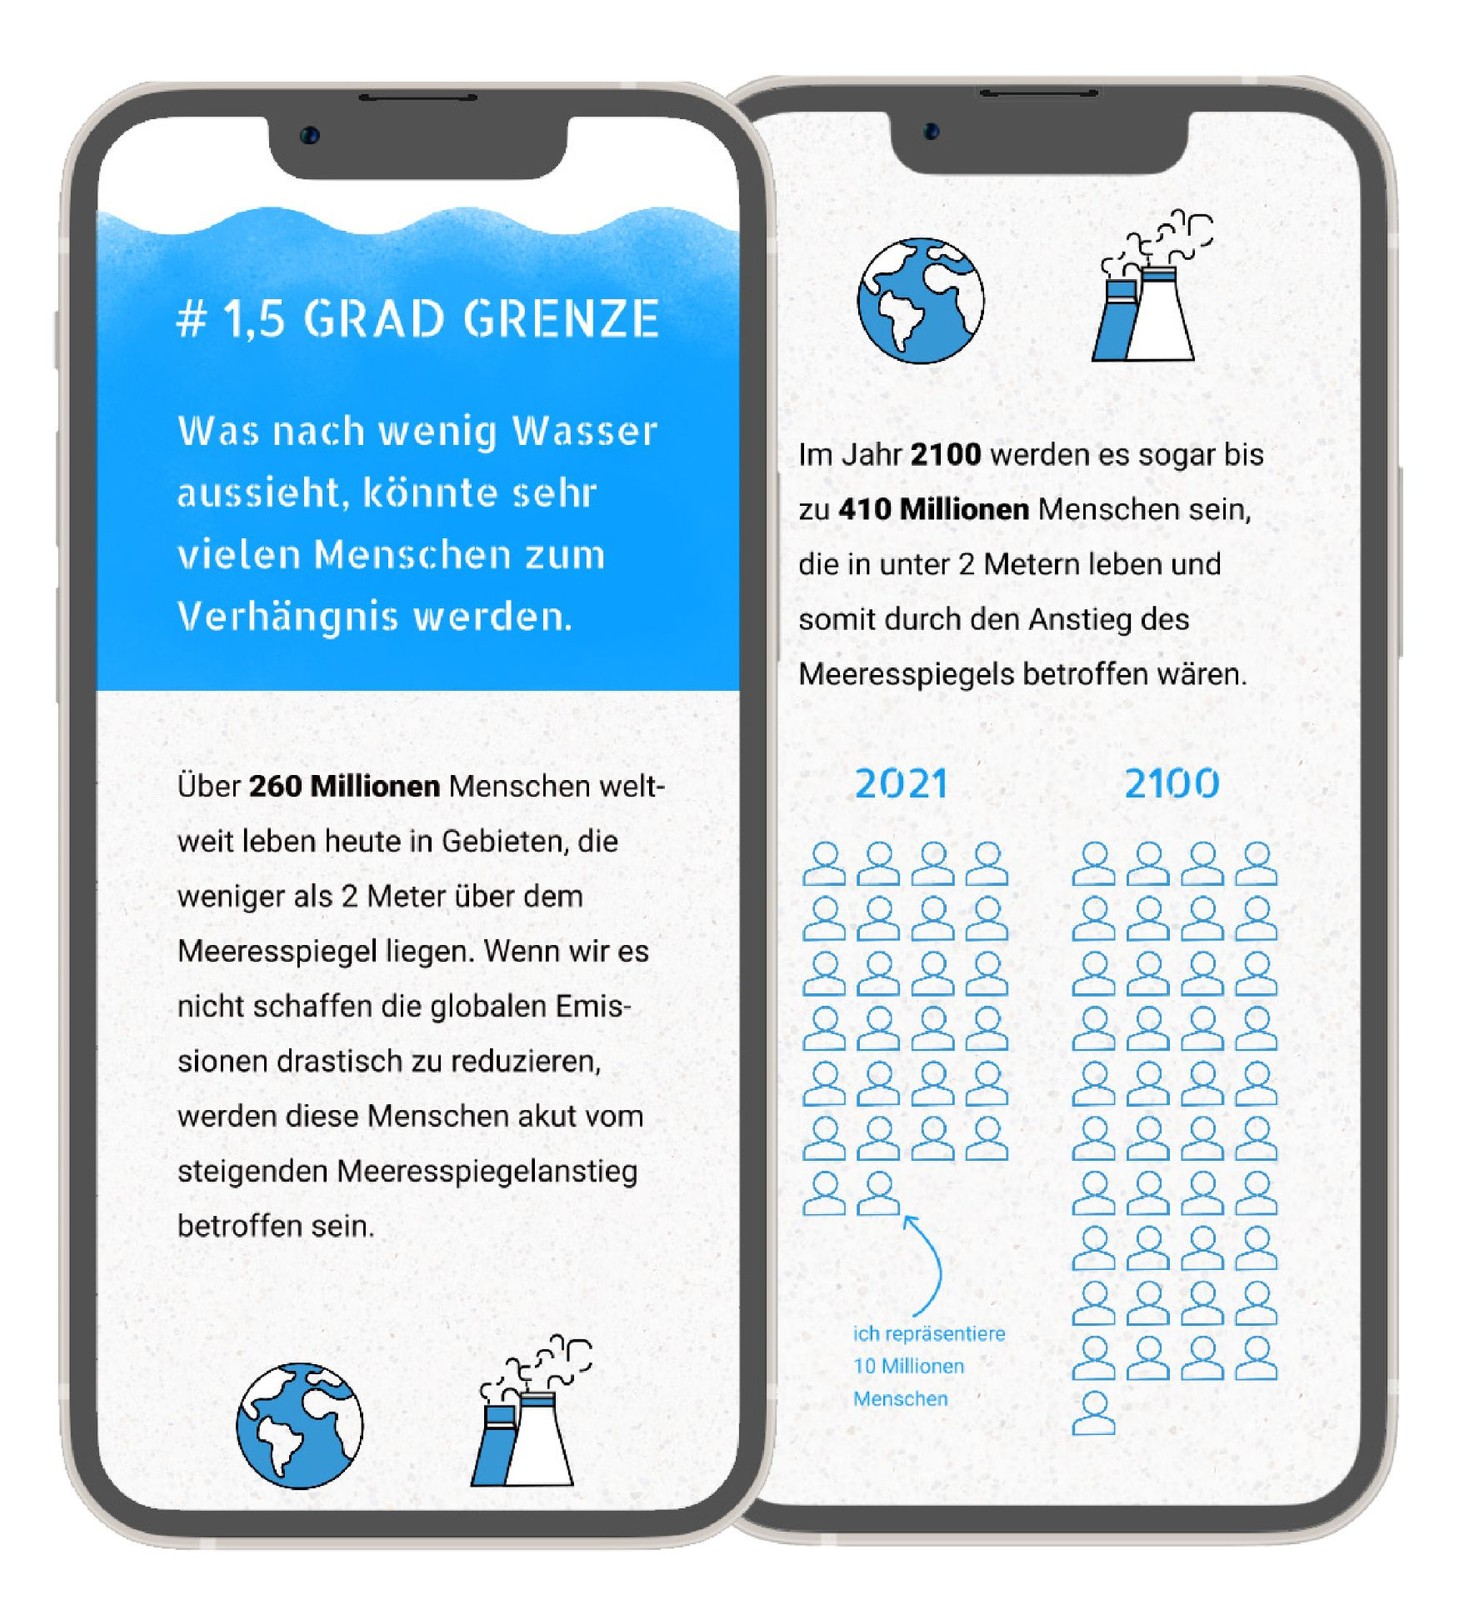 # 1,5 GRAD GRENZE
Was nach wenig Wasser
aussieht, könnte sehr
vielen Menschen zum
Verhängnis werden.
Über 260 Millionen Menschen welt-
weit leben heute in Gebieten, die
weniger als 2 Meter über dem
Meeresspiegel liegen. Wenn wir es
nicht schaffen die globalen Emis-
sionen drastisch zu reduzieren,
werden diese Menschen akut vom
steigenden Meeresspiegelanstieg
betroffen sein.
Im Jahr 2100 werden es sogar bis
zu 410 Millionen Menschen sein,
die in unter 2 Metern leben und
somit durch den Anstieg des
Meeresspiegels betroffen wären.
2021 2100
ich repräsentiere
10 Millionen
Menschen